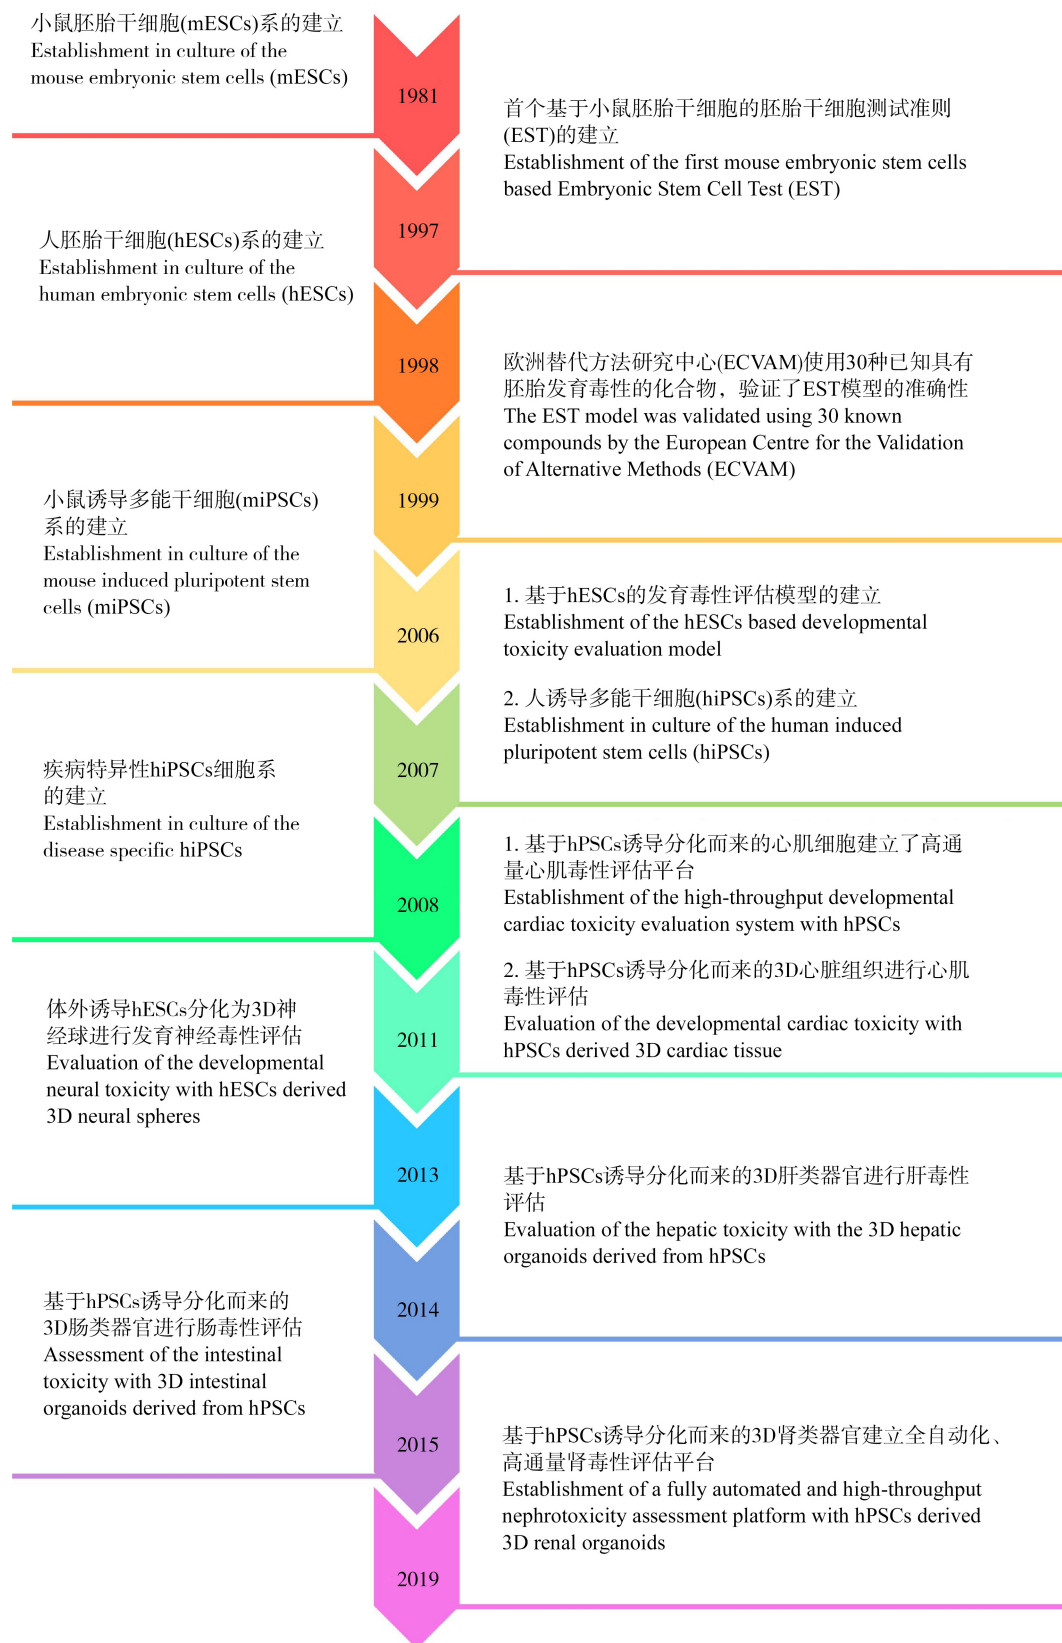 小鼠胚胎干细胞(mESCs)系的建立
Establishment in culture of the
mouse embryonic stem cells (mESCs)
1981
首个基于小鼠胚胎干细胞的胚胎干细胞测试准则
(EST)的建立
Establishment of the first mouse embryonic stem cells
based Embryonic Stem Cell Test (EST)
1997
人胚胎干细胞(hESCs)系的建立
Establishment in culture of the
human embryonic stem cells (hESCs)
1998
欧洲替代方法研究中心(ECVAM)使用30种已知具有
胚胎发育毒性的化合物，验证了EST模型的准确性
The EST model was validated using 30 known
compounds by the European Centre for the Validation
of Alternative Methods (ECVAM)
1999
小鼠诱导多能干细胞(miPSCs)
系的建立
Establishment in culture of the
mouse induced pluripotent stem
cells (miPSCs)
2006
1. 基于hESCs的发育毒性评估模型的建立
Establishment of the hESCs based developmental
toxicity evaluation model
2. 人诱导多能干细胞(hiPSCs)系的建立
Establishment in culture of the human induced
pluripotent stem cells (hiPSCs)
2007
疾病特异性hiPSCs细胞系
的建立
Establishment in culture of the
disease specific hiPSCs
2008
1. 基于hPSCs诱导分化而来的心肌细胞建立了高通
量心肌毒性评估平台
Establishment of the high-throughput developmental
cardiac toxicity evaluation system with hPSCs
2. 基于hPSCs诱导分化而来的3D心脏组织进行心肌
毒性评估
Evaluation of the developmental cardiac toxicity with
hPSCs derived 3D cardiac tissue
2011
体外诱导hESCs分化为3D神
经球进行发育神经毒性评估
Evaluation of the developmental
neural toxicity with hESCs derived
3D neural spheres
2013
基于hPSCs诱导分化而来的3D肝类器官进行肝毒性
评估
Evaluation of the hepatic toxicity with the 3D hepatic
organoids derived from hPSCs
2014
基于hPSCs诱导分化而来的
3D肠类器官进行肠毒性评估
Assessment of the intestinal
toxicity with 3D intestinal
organoids derived from hPSCs
2015
基于hPSCs诱导分化而来的3D肾类器官建立全自动化、
高通量肾毒性评估平台
Establishment of a fully automated and high-throughput
nephrotoxicity assessment platform with hPSCs derived
3D renal organoids
2019